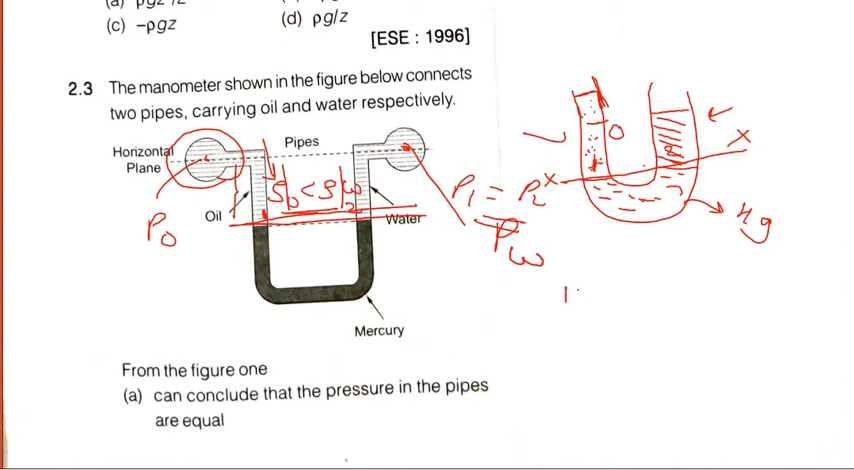 (c) −ρgz (d) ρg/z
[ESE : 1996]
2.3 The manometer shown in the figure below connects
two pipes, carrying oil and water respectively.
Horizontal
Plane
Pipes
Oil
Water
Mercury
ρo < ρw
P1 = P2
Po
Pw
O
X
X
Hg
From the figure one
(a) can conclude that the pressure in the pipes
are equal